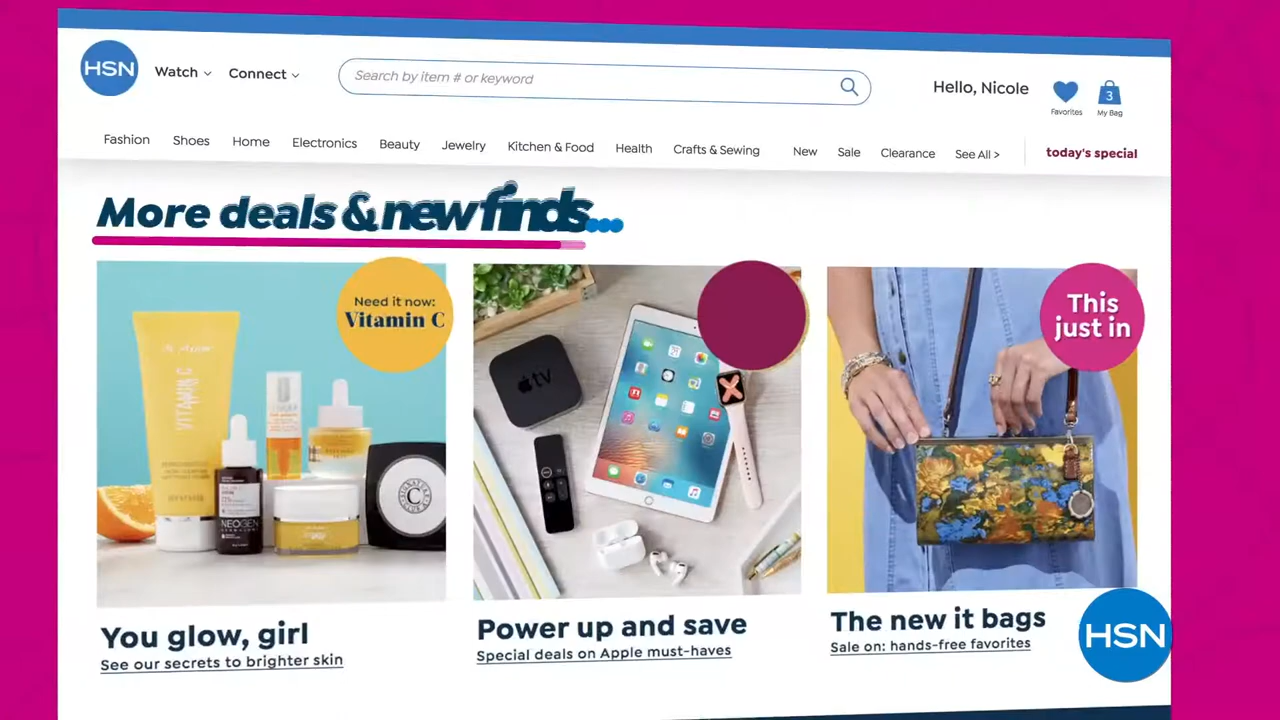 HSN
Watch
Connect
Search by item # or keyword
Hello, Nicole
Favorites
3
My Bag
Fashion
Shoes
Home
Electronics
Beauty
Jewelry
Kitchen & Food
Health
Crafts & Sewing
New
Sale
Clearance
See All >
today's special
More deals & new finds...
Need it now:
Vitamin C
VITAMIN C
NEOGEN
C
tv
This
just in
You glow, girl
See our secrets to brighter skin
Power up and save
Special deals on Apple must-haves
The new it bags
Sale on: hands-free favorites
HSN